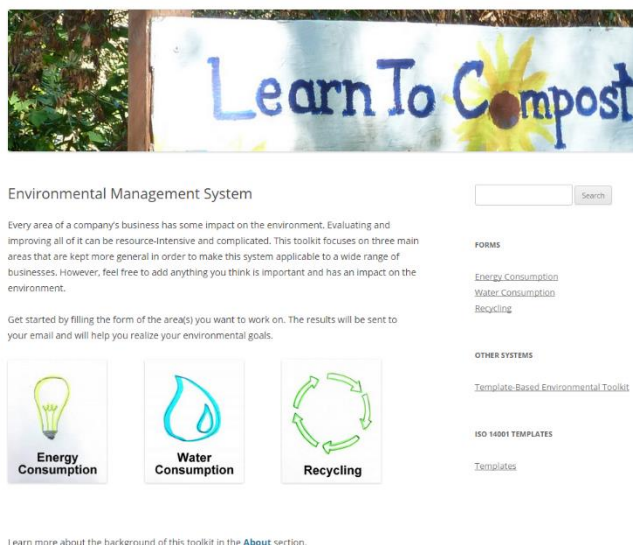 Learn To Compost
Environmental Management System
Every area of a company's business has some impact on the environment. Evaluating and
improving all of it can be resource-intensive and complicated. This toolkit focuses on three main
areas that are kept more general in order to make this system applicable to a wide range of
businesses. However, feel free to add anything you think is important and has an impact on the
environment.
Get started by filling the form of the area(s) you want to work on. The results will be sent to
your email and will help you realize your environmental goals.
Energy
Consumption
Water
Consumption
Recycling
Learn more about the background of this toolkit in the About section.
Search
FORMS
Energy Consumption
Water Consumption
Recycling
OTHER SYSTEMS
Template-Based Environmental Toolkit
ISO 14001 TEMPLATES
Templates